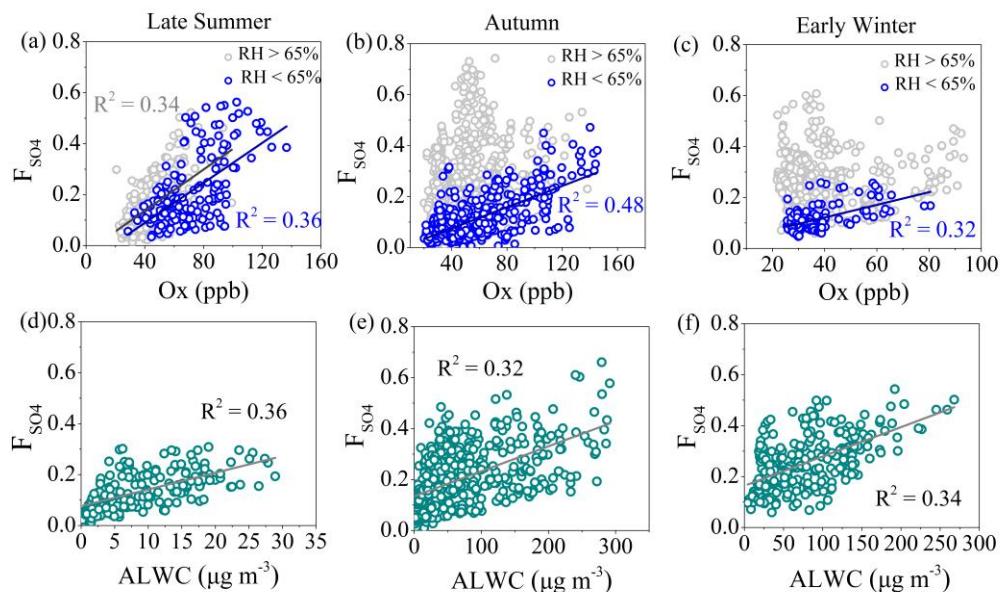 Late Summer
Autumn
Early Winter
(a)
F_SO4
0.8
0.6
0.4
0.2
0.0
RH > 65%
RH < 65%
R² = 0.34
R² = 0.36
0 40 80 120 160
Ox (ppb)
(b)
F_SO4
0.8
0.6
0.4
0.2
0.0
RH > 65%
RH < 65%
R² = 0.48
20 40 60 80 100 120 140 160 180
Ox (ppb)
(c)
F_SO4
0.8
0.6
0.4
0.2
0.0
RH > 65%
RH < 65%
R² = 0.32
20 40 60 80 100
Ox (ppb)
(d)
F_SO4
0.8
0.6
0.4
0.2
0.0
R² = 0.36
0 5 10 15 20 25 30 35
ALWC (μg m⁻³)
(e)
F_SO4
0.8
0.6
0.4
0.2
0.0
R² = 0.32
0 100 200 300
ALWC (μg m⁻³)
(f)
F_SO4
0.8
0.6
0.4
0.2
0.0
R² = 0.34
0 50 100 150 200 250 300
ALWC (μg m⁻³)